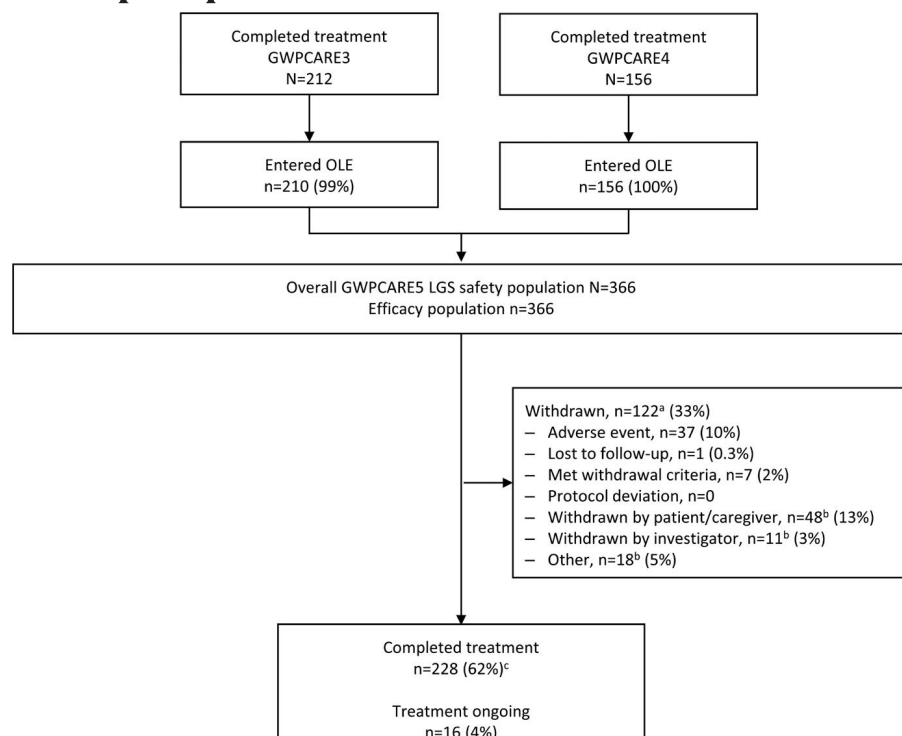 Completed treatment
GWPCARE3
N=212
Completed treatment
GWPCARE4
N=156
Entered OLE
n=210 (99%)
Entered OLE
n=156 (100%)
Overall GWPCARE5 LGS safety population N=366
Efficacy population n=366
Withdrawn, n=122ᵃ (33%)
– Adverse event, n=37 (10%)
– Lost to follow-up, n=1 (0.3%)
– Met withdrawal criteria, n=7 (2%)
– Protocol deviation, n=0
– Withdrawn by patient/caregiver, n=48ᵇ (13%)
– Withdrawn by investigator, n=11ᵇ (3%)
– Other, n=18ᵇ (5%)
Completed treatment
n=228 (62%)ᶜ
Treatment ongoing
n=16 (4%)